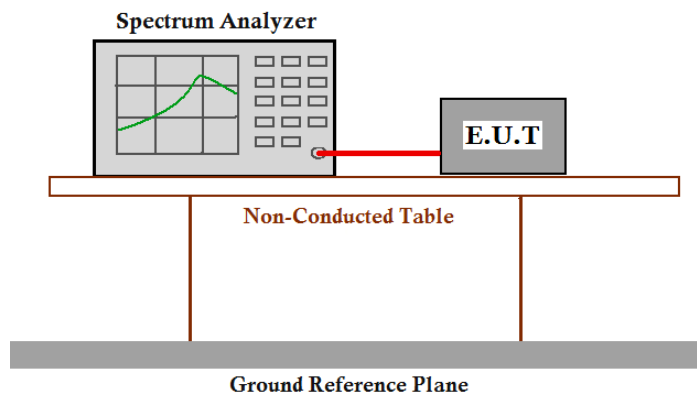 Spectrum Analyzer
E.U.T
Non-Conducted Table
Ground Reference Plane